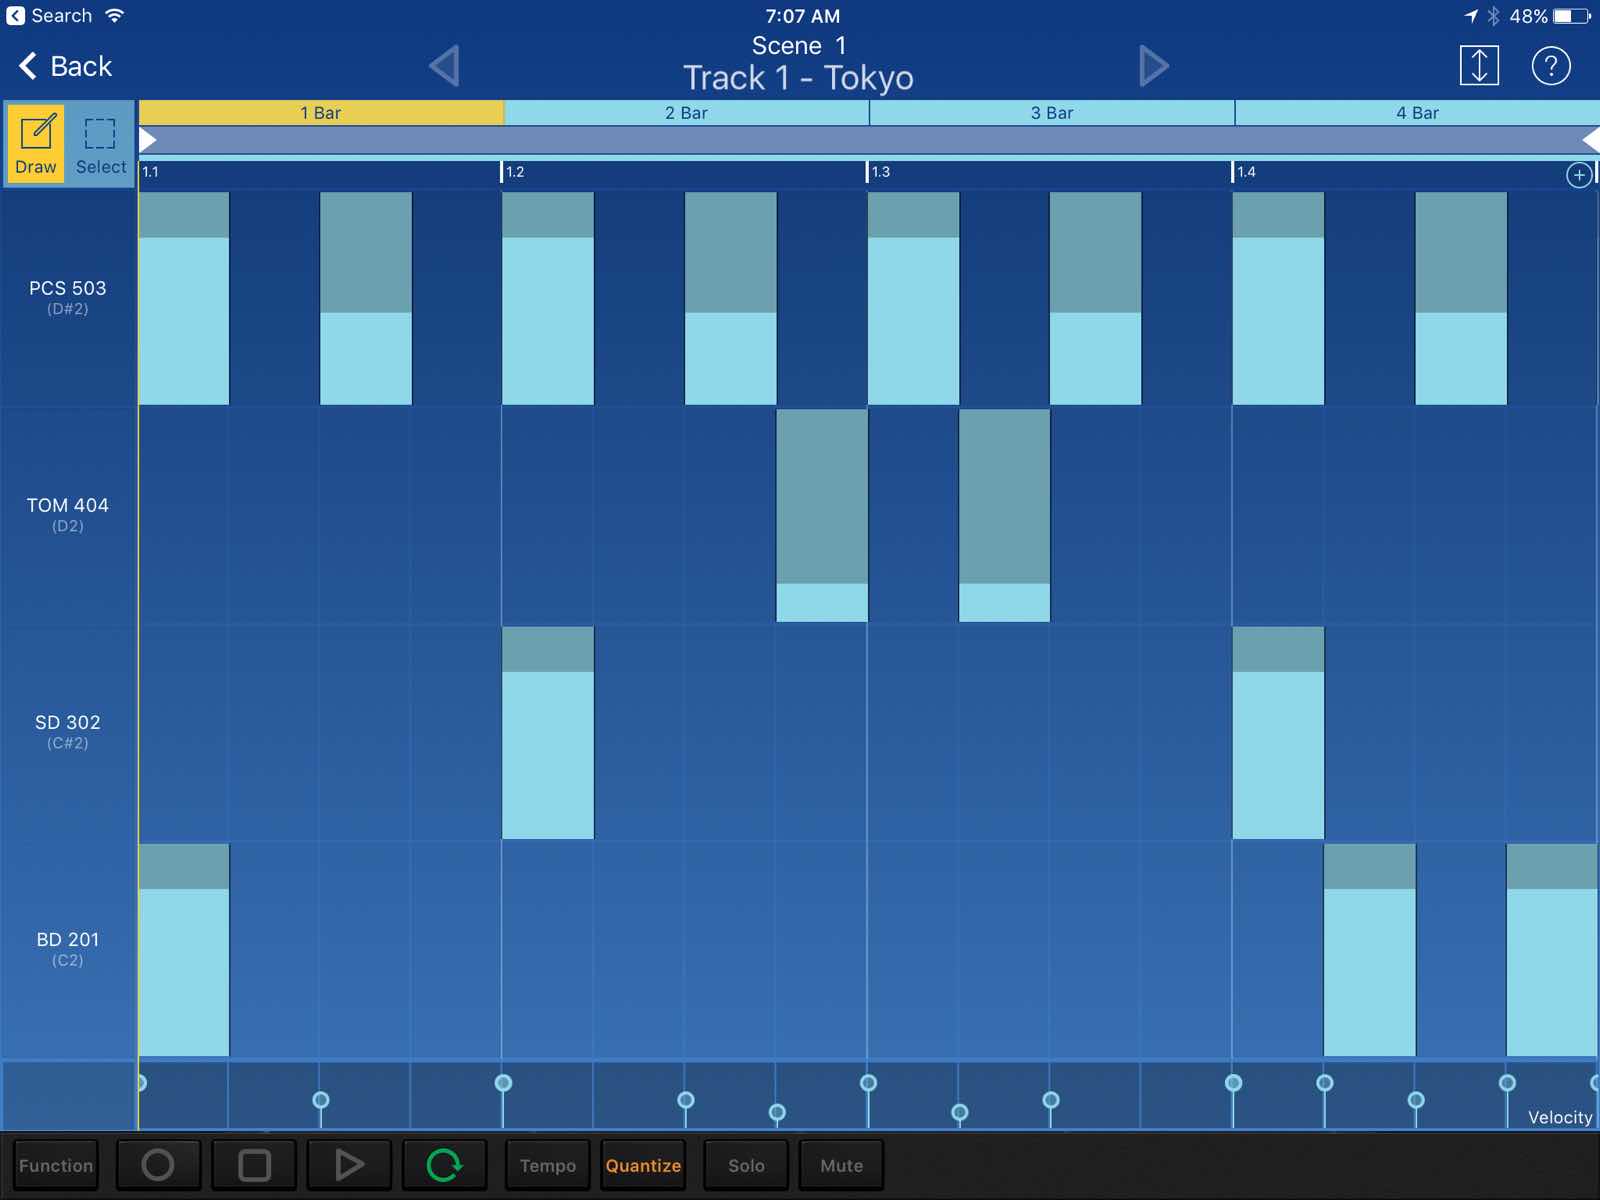 Search 7:07 AM 48%
Back
Scene 1
Track 1 - Tokyo
?
Draw Select
1 Bar 2 Bar 3 Bar 4 Bar
1.1 1.2 1.3 1.4
PCS 503
(D#2)
TOM 404
(D2)
SD 302
(C#2)
BD 201
(C2)
Velocity
Function Tempo Quantize Solo Mute